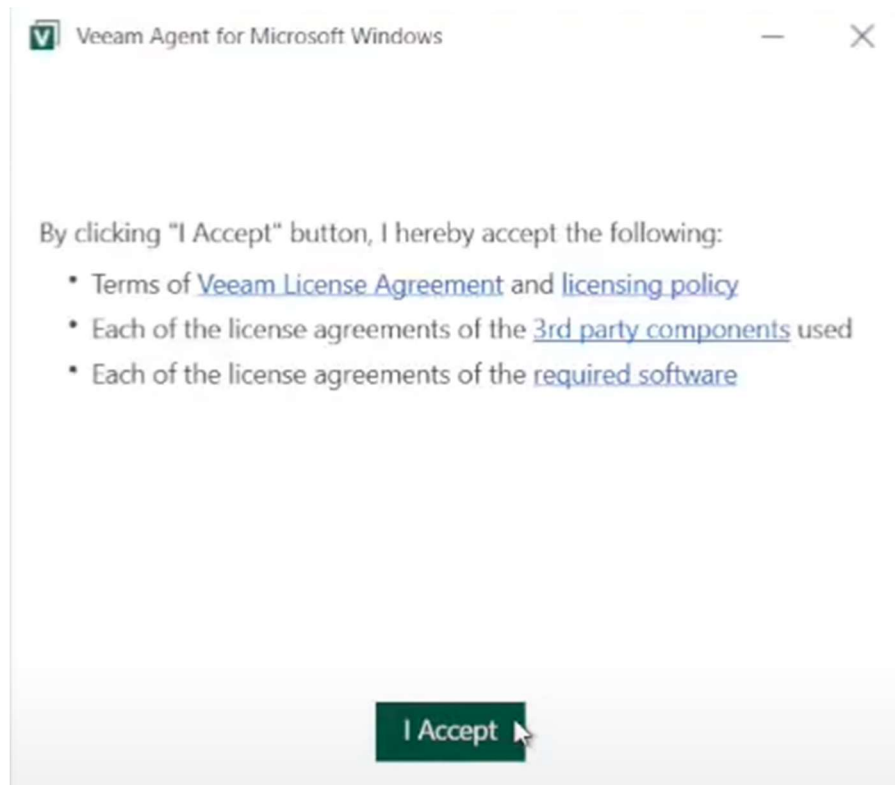 Veeam Agent for Microsoft Windows
By clicking "I Accept" button, I hereby accept the following:
• Terms of Veeam License Agreement and licensing policy
• Each of the license agreements of the 3rd party components used
• Each of the license agreements of the required software
I Accept